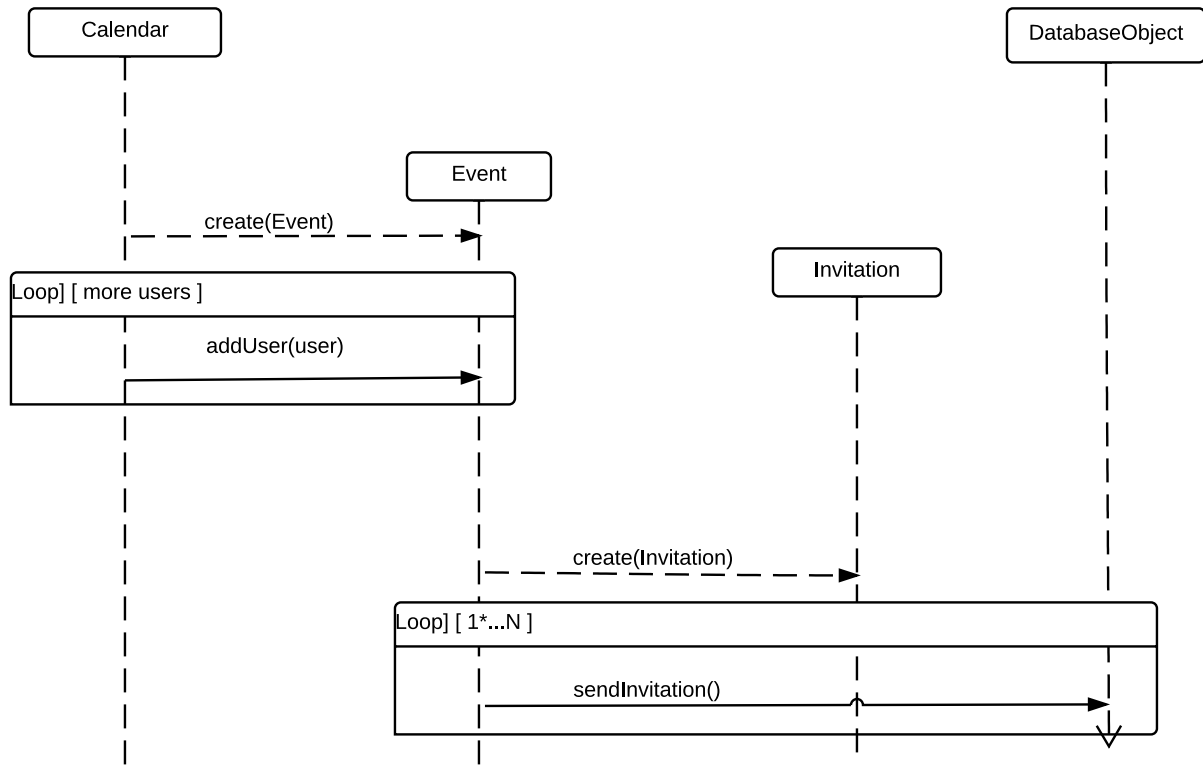 Calendar
DatabaseObject
Event
create(Event)
Invitation
Loop] [ more users ]
addUser(user)
create(Invitation)
Loop] [ 1*...N ]
sendInvitation()